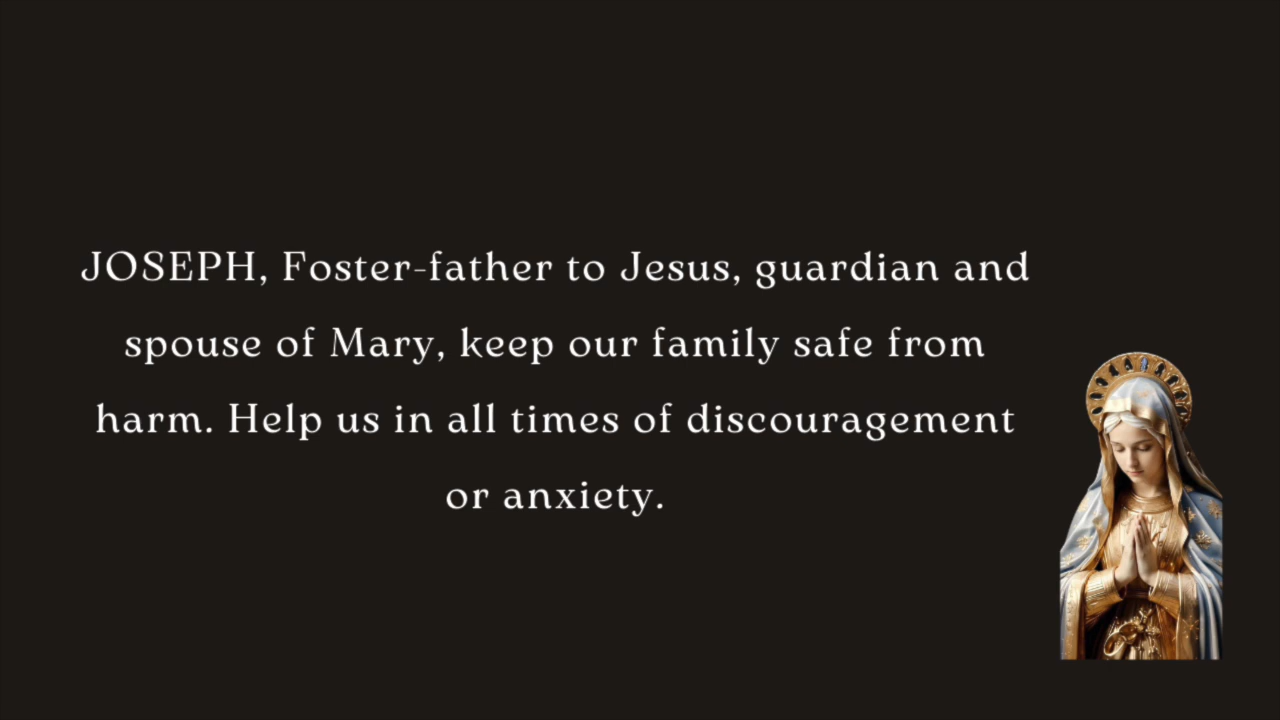 JOSEPH, Foster-father to Jesus, guardian and
spouse of Mary, keep our family safe from
harm. Help us in all times of discouragement
or anxiety.